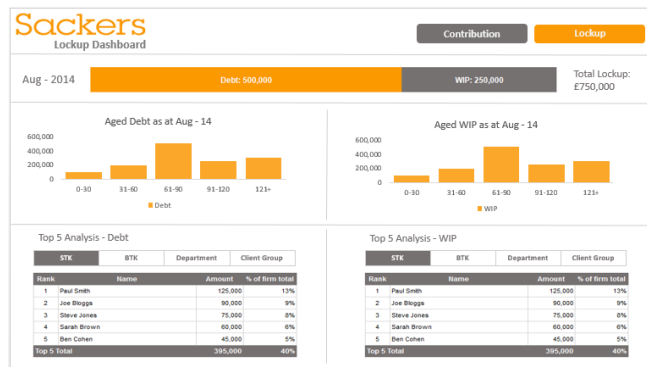 Sackers
Lockup Dashboard
Contribution
Lockup
Aug - 2014
Debt: 500,000
WIP: 250,000
Total Lockup:
£750,000
Aged Debt as at Aug - 14
600,000
400,000
200,000
0
0-30 31-60 61-90 91-120 121+
Debt
Aged WIP as at Aug - 14
600,000
400,000
200,000
0
0-30 31-60 61-90 91-120 121+
WIP
Top 5 Analysis - Debt
STK BTK Department Client Group
Rank Name Amount % of firm total
1 Paul Smith 125,000 13%
2 Joe Bloggs 90,000 9%
3 Steve Jones 75,000 8%
4 Sarah Brown 60,000 6%
5 Ben Cohen 45,000 5%
Top 5 Total 395,000 40%
Top 5 Analysis - WIP
STK BTK Department Client Group
Rank Name Amount % of firm total
1 Paul Smith 125,000 13%
2 Joe Bloggs 90,000 9%
3 Steve Jones 75,000 8%
4 Sarah Brown 60,000 6%
5 Ben Cohen 45,000 5%
Top 5 Total 395,000 40%